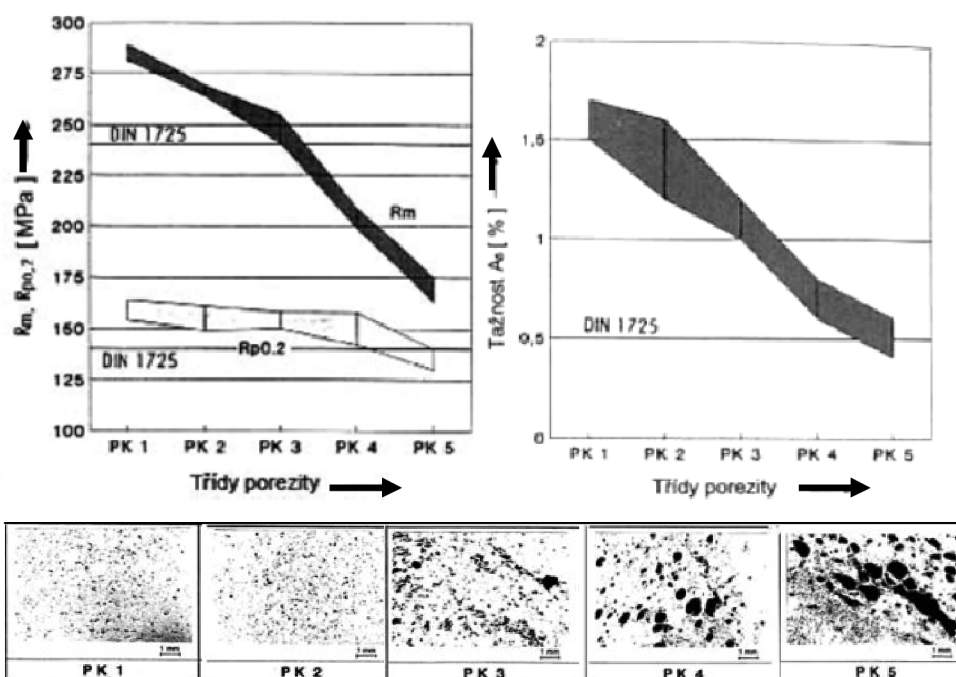 300
275
250
225
200
175
150
125
100
Rm, Rp0,2 [MPa]
DIN 1725
Rm
Rp0.2
DIN 1725
PK 1 PK 2 PK 3 PK 4 PK 5
Třídy porezity
2
1,5
1
0,5
0
Tažnost A₅ [%]
DIN 1725
PK 1 PK 2 PK 3 PK 4 PK 5
Třídy porezity
1 mm 1 mm 1 mm 1 mm 1 mm
PK 1 PK 2 PK 3 PK 4 PK 5